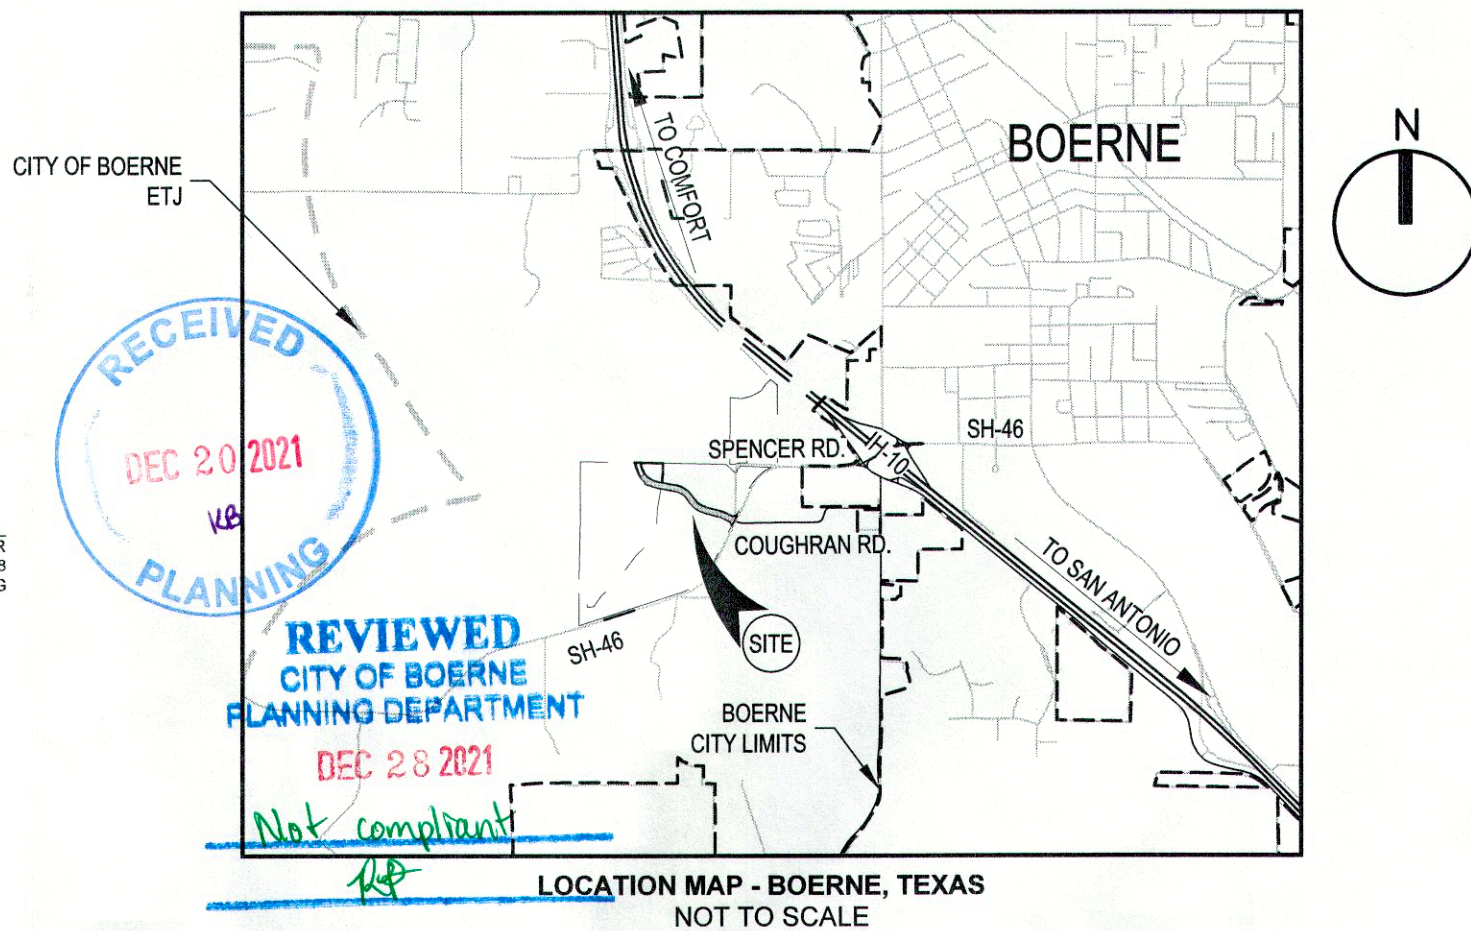 BOERNE
N
CITY OF BOERNE
ETJ
TO COMFORT
RECEIVED
DEC 20 2021
KB
PLANNING
SPENCER RD.
IH-10
SH-46
COUGHRAN RD.
TO SAN ANTONIO
SITE
SH-46
BOERNE
CITY LIMITS
R
8
G
REVIEWED
CITY OF BOERNE
PLANNING DEPARTMENT
DEC 28 2021
Not compliant
LOCATION MAP - BOERNE, TEXAS
NOT TO SCALE